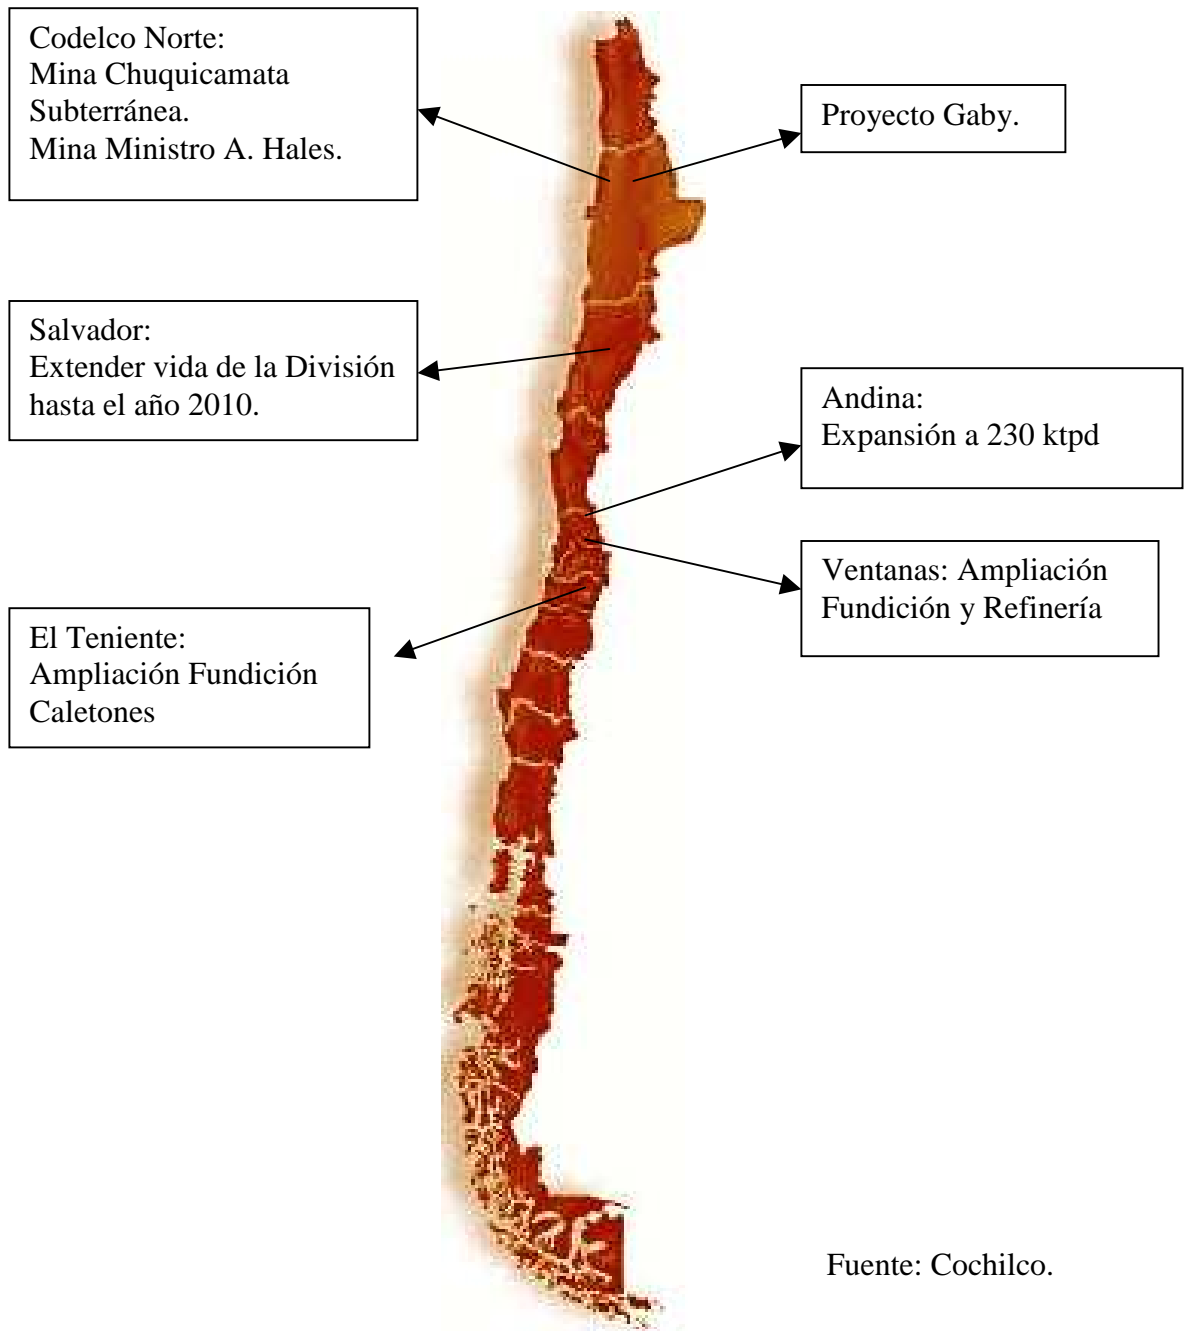 Codelco Norte:
Mina Chuquicamata
Subterránea.
Mina Ministro A. Hales.
Proyecto Gaby.
Salvador:
Extender vida de la División
hasta el año 2010.
Andina:
Expansión a 230 ktpd
Ventanas: Ampliación
Fundición y Refinería
El Teniente:
Ampliación Fundición
Caletones
Fuente: Cochilco.